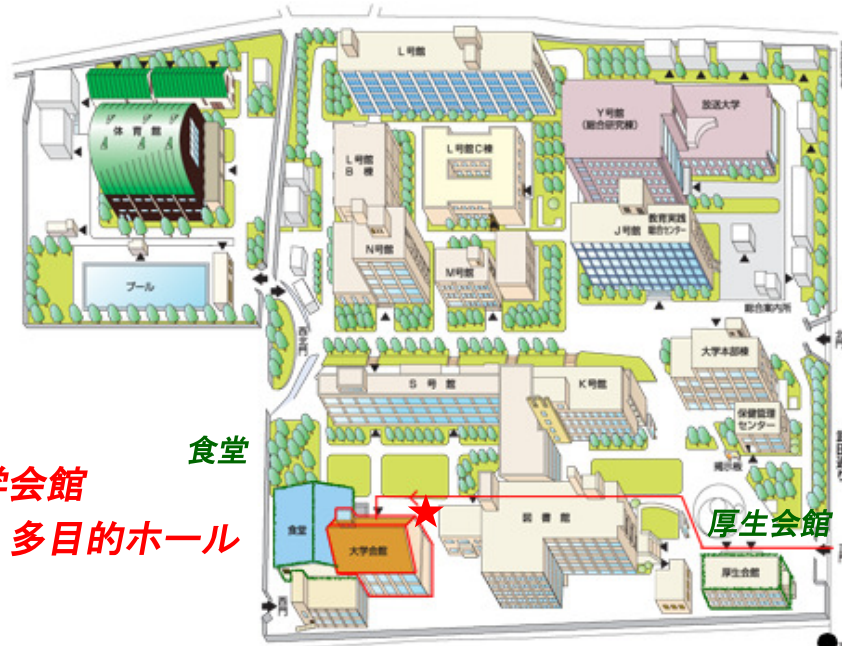 L号館
体育館
Y号館
(総合研究棟)
放送大学
L号館
B棟
L号館C棟
N号館
M号館
J号館
教育実践
総合センター
プール
総合案内所
西北門
大学本部棟
S号館
K号館
保健管理
センター
掲示板
食堂
学会館
多目的ホール
食堂
大学会館
図書館
厚生会館
厚生会館
西門